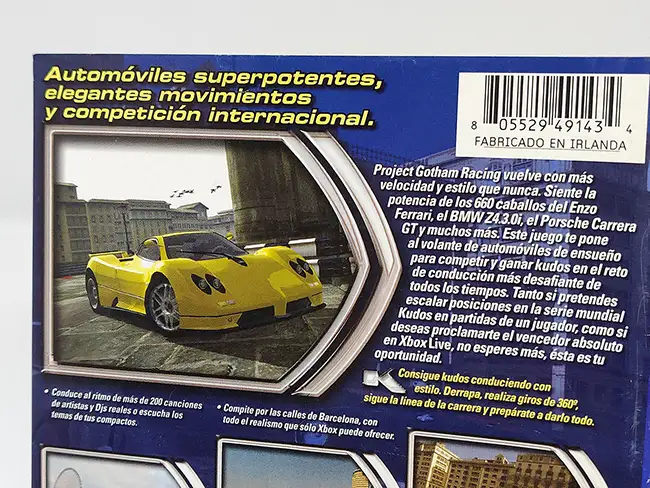 Automóviles superpotentes,
elegantes movimientos
y competición internacional.
8 05529 49143 4
FABRICADO EN IRLANDA
Project Gotham Racing vuelve con más
velocidad y estilo que nunca. Siente la
potencia de los 660 caballos del Enzo
Ferrari, el BMW Z4.3.0i, el Porsche Carrera
GT y muchos más. Este juego te pone
al volante de automóviles de ensueño
para competir y ganar kudos en el reto
de conducción más desafiante de
todos los tiempos. Tanto si pretendes
escalar posiciones en la serie mundial
Kudos en partidas de un jugador, como si
deseas proclamarte el vencedor absoluto
en Xbox Live, no esperes más, ésta es tu
oportunidad.
K Consigue kudos conduciendo con
estilo. Derrapa, realiza giros de 360º,
sigue la línea de la carrera y prepárate a darlo todo.
• Conduce al ritmo de más de 200 canciones
de artistas y Djs reales o escucha los
temas de tus compactos.
• Compite por las calles de Barcelona, con
todo el realismo que sólo Xbox puede ofrecer.